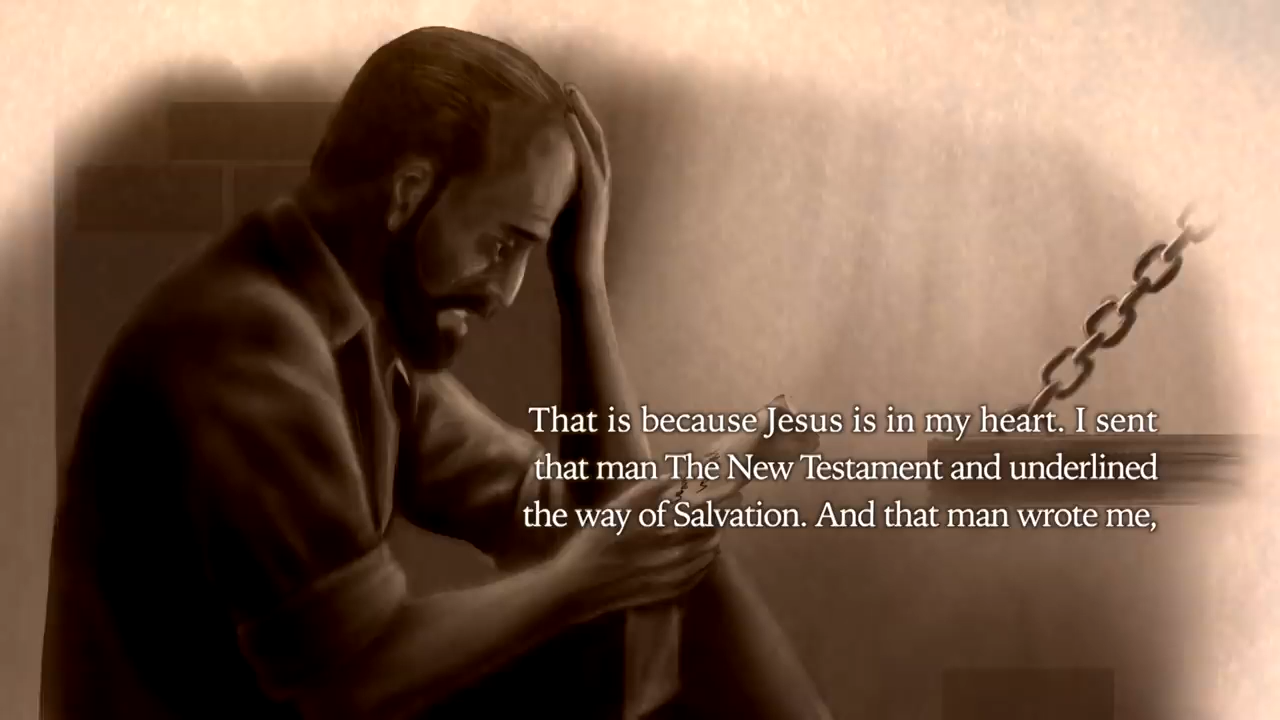 That is because Jesus is in my heart. I sent
that man The New Testament and underlined
the way of Salvation. And that man wrote me,